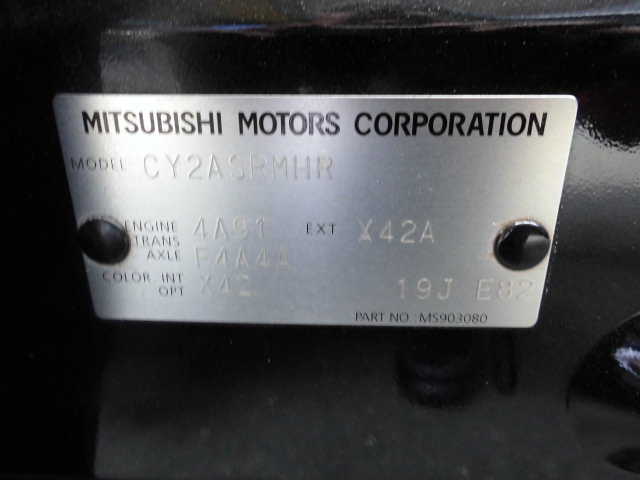 MITSUBISHI MOTORS CORPORATION
MODEL CY2ASRMHR
ENGINE 4A91 EXT X42A
TRANS
AXLE F4A4A
COLOR, INT X42
OPT 19J E82
PART NO.: MS903080